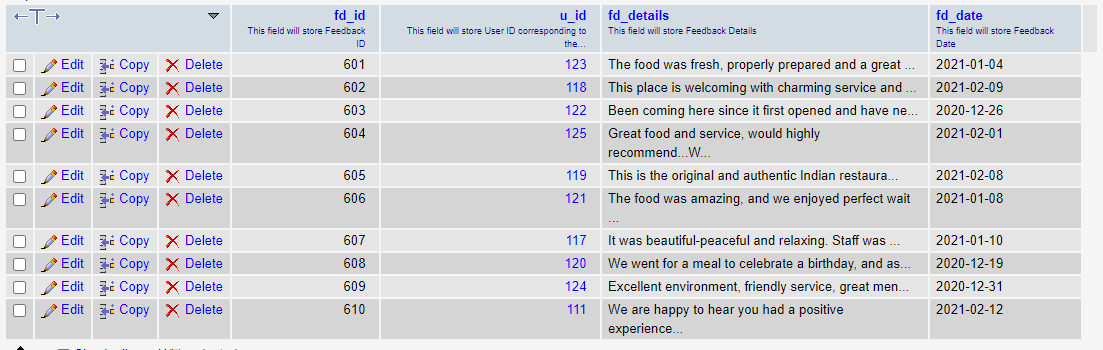 fd_id u_id fd_details fd_date
This field will store Feedback This field will store User ID corresponding to This field will store Feedback Details This field will store Feedback
ID the... Date
Edit Copy Delete 601 123 The food was fresh, properly prepared and a great ... 2021-01-04
Edit Copy Delete 602 118 This place is welcoming with charming service and ... 2021-02-09
Edit Copy Delete 603 122 Been coming here since it first opened and have ne... 2020-12-26
Edit Copy Delete 604 125 Great food and service, would highly 2021-02-01
recommend...W...
Edit Copy Delete 605 119 This is the original and authentic Indian restaura... 2021-02-08
Edit Copy Delete 606 121 The food was amazing, and we enjoyed perfect wait 2021-01-08
...
Edit Copy Delete 607 117 It was beautiful-peaceful and relaxing. Staff was ... 2021-01-10
Edit Copy Delete 608 120 We went for a meal to celebrate a birthday, and as... 2020-12-19
Edit Copy Delete 609 124 Excellent environment, friendly service, great men... 2020-12-31
Edit Copy Delete 610 111 We are happy to hear you had a positive 2021-02-12
experience...